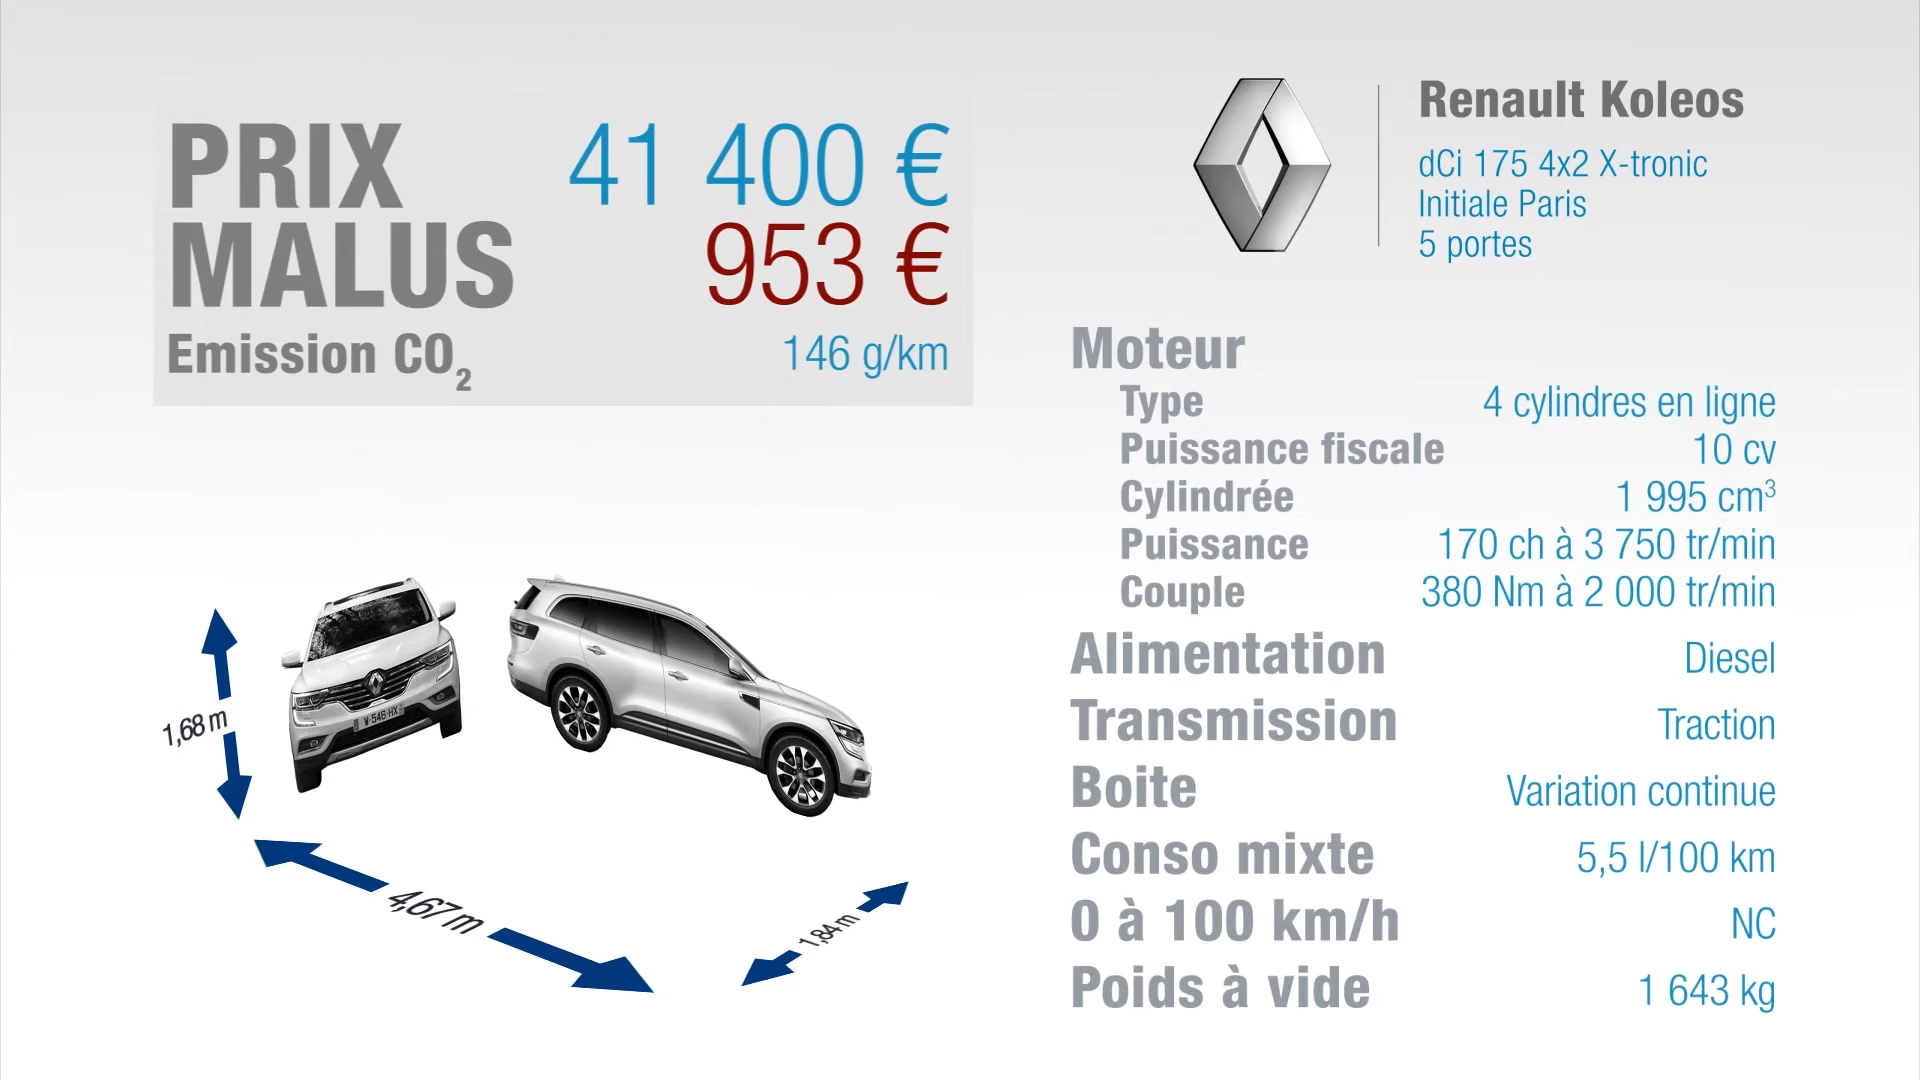 PRIX 41 400 €
MALUS 953 €
Emission CO₂ 146 g/km
Renault Koleos
dCi 175 4x2 X-tronic
Initiale Paris
5 portes
Moteur
Type 4 cylindres en ligne
Puissance fiscale 10 cv
Cylindrée 1 995 cm³
Puissance 170 ch à 3 750 tr/min
Couple 380 Nm à 2 000 tr/min
Alimentation Diesel
Transmission Traction
Boite Variation continue
Conso mixte 5,5 l/100 km
0 à 100 km/h NC
Poids à vide 1 643 kg
1,68 m
W-546-HX
4,67 m
1,84 m